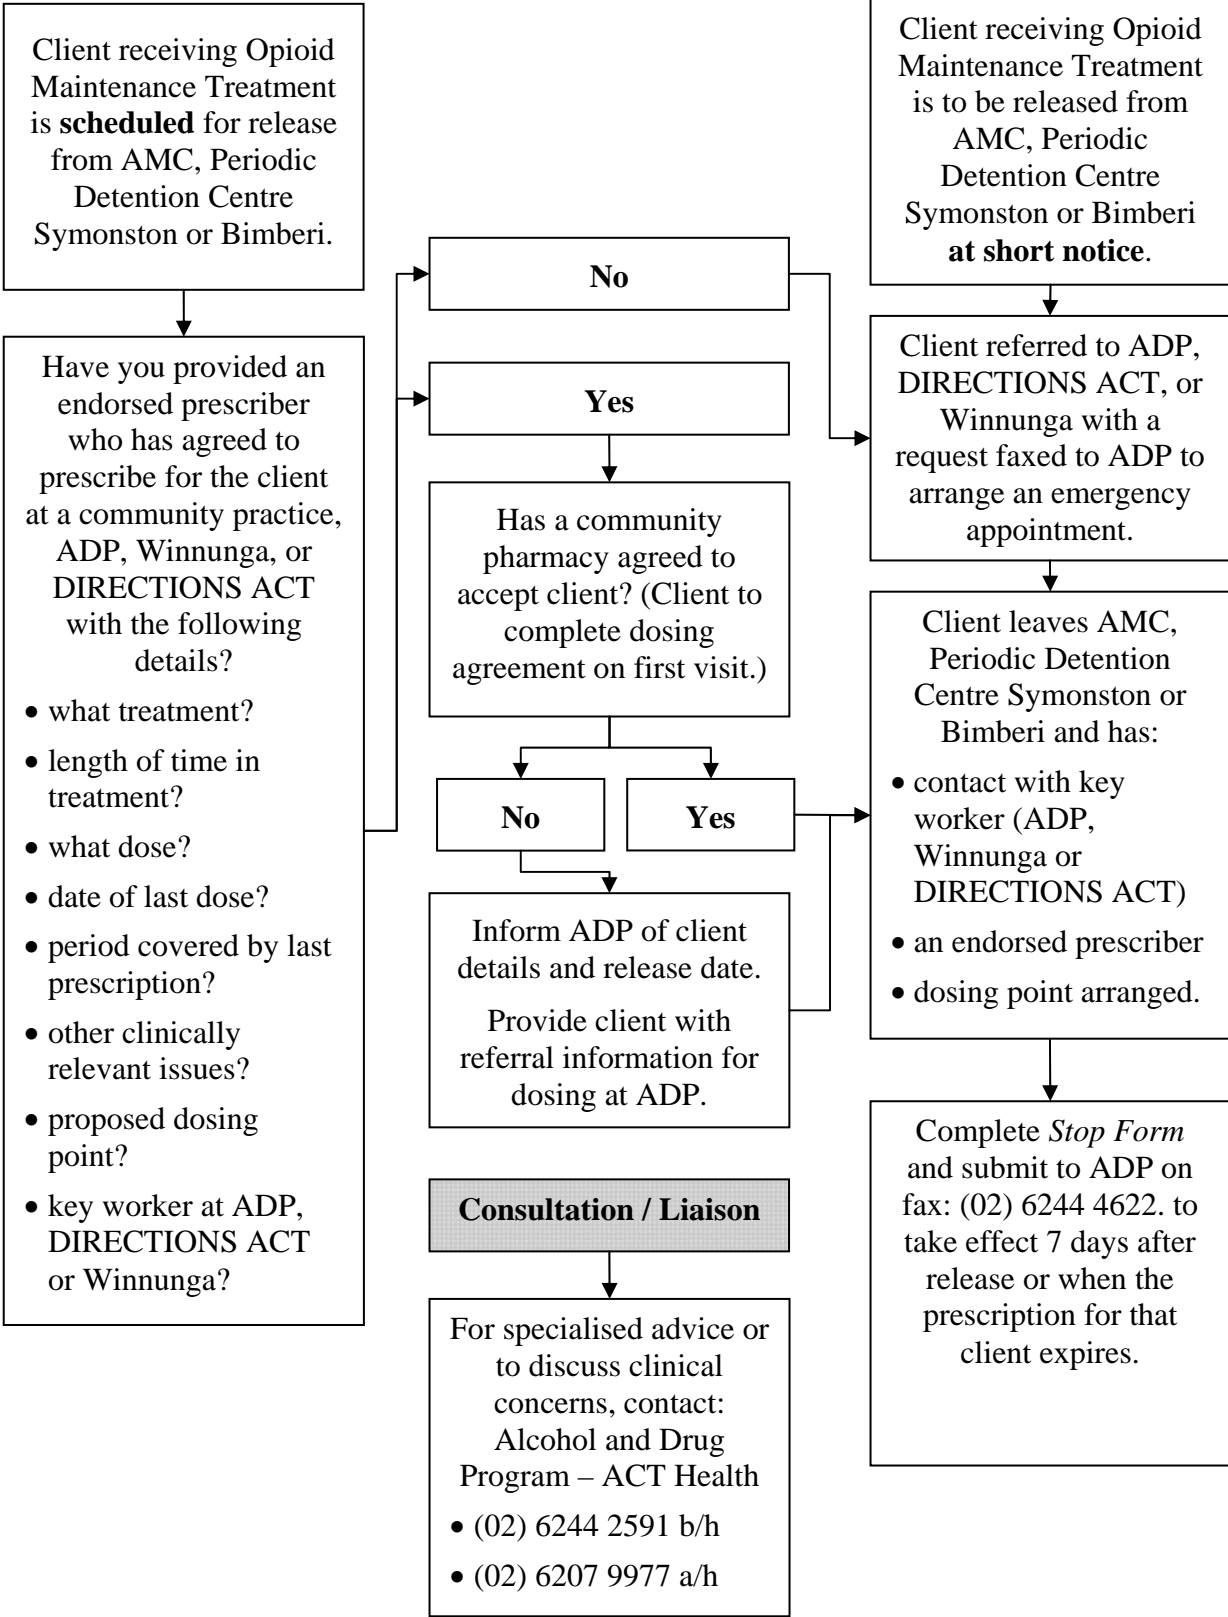 Client receiving Opioid
Maintenance Treatment
is scheduled for release
from AMC, Periodic
Detention Centre
Symonston or Bimberi.
Have you provided an
endorsed prescriber
who has agreed to
prescribe for the client
at a community practice,
ADP, Winnunga, or
DIRECTIONS ACT
with the following
details?
• what treatment?
• length of time in
treatment?
• what dose?
• date of last dose?
• period covered by last
prescription?
• other clinically
relevant issues?
• proposed dosing
point?
• key worker at ADP,
DIRECTIONS ACT
or Winnunga?
No
Yes
Has a community
pharmacy agreed to
accept client? (Client to
complete dosing
agreement on first visit.)
No
Yes
Inform ADP of client
details and release date.
Provide client with
referral information for
dosing at ADP.
Consultation / Liaison
For specialised advice or
to discuss clinical
concerns, contact:
Alcohol and Drug
Program – ACT Health
• (02) 6244 2591 b/h
• (02) 6207 9977 a/h
Client receiving Opioid
Maintenance Treatment
is to be released from
AMC, Periodic
Detention Centre
Symonston or Bimberi
at short notice.
Client referred to ADP,
DIRECTIONS ACT, or
Winnunga with a
request faxed to ADP to
arrange an emergency
appointment.
Client leaves AMC,
Periodic Detention
Centre Symonston or
Bimberi and has:
• contact with key
worker (ADP,
Winnunga or
DIRECTIONS ACT)
• an endorsed prescriber
• dosing point arranged.
Complete Stop Form
and submit to ADP on
fax: (02) 6244 4622. to
take effect 7 days after
release or when the
prescription for that
client expires.